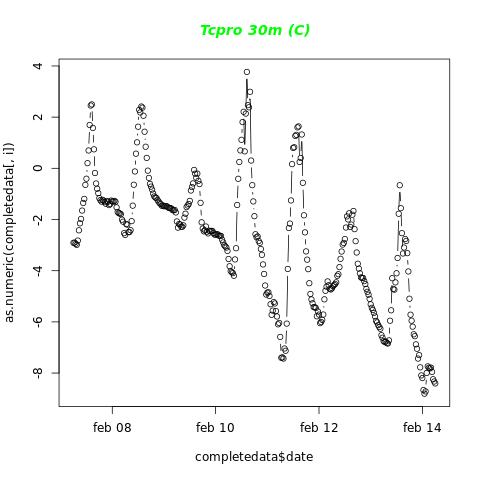 Tcpro 30m (C)
4
2
0
-2
-4
-6
-8
as.numeric(completedata[, i])
feb 08
feb 10
feb 12
feb 14
completedata$date